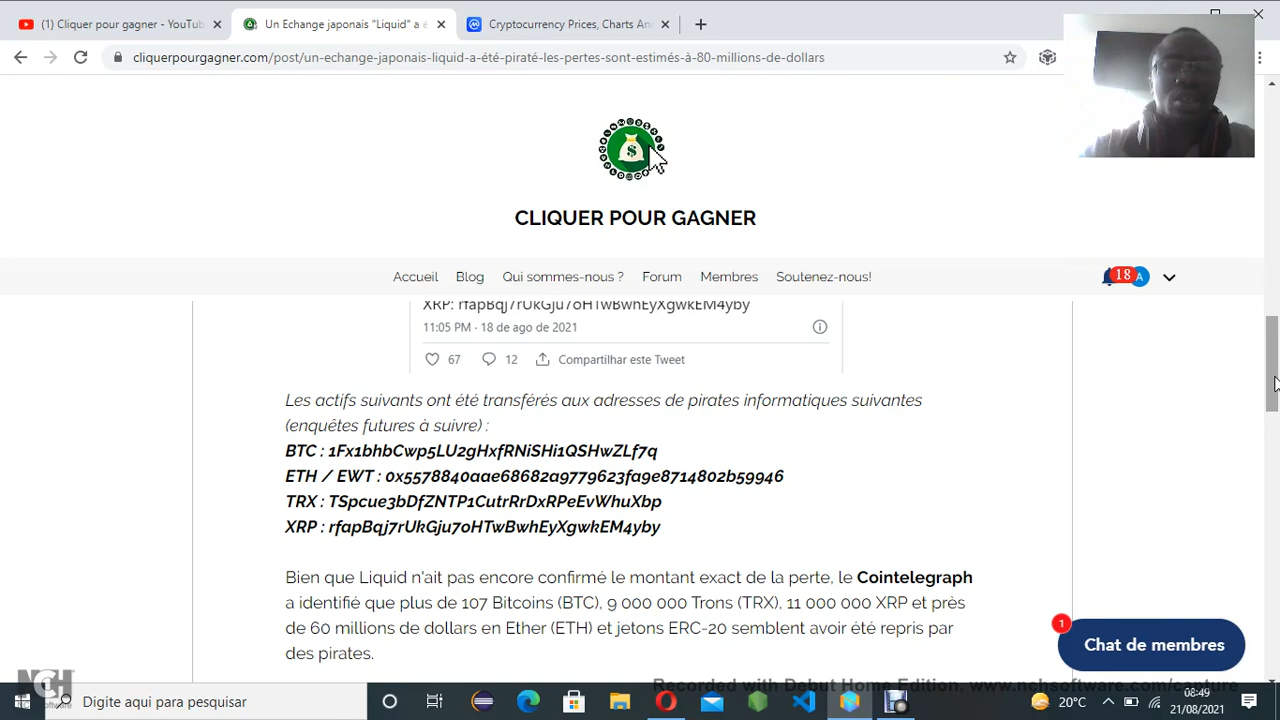 (1) Cliquer pour gagner - YouTub
Un Echange japonais "Liquid" a é
Cryptocurrency Prices, Charts An
cliquerpourgagner.com/post/un-echange-japonais-liquid-a-été-piraté-les-pertes-sont-estimés-à-80-millions-de-dollars
$
CLIQUER POUR GAGNER
Accueil Blog Qui sommes-nous ? Forum Membres Soutenez-nous!
18 A
XRP: rfapBqj7rUkGju7oHTwBwhEyXgwkEM4yby
11:05 PM · 18 de ago de 2021
67 12 Compartilhar este Tweet
Les actifs suivants ont été transférés aux adresses de pirates informatiques suivantes
(enquêtes futures à suivre) :
BTC : 1Fx1bhbCwp5LU2gHxfRNiSHi1QSHwZLf7q
ETH / EWT : 0x5578840aae68682a9779623fa9e8714802b59946
TRX : TSpcue3bDfZNTP1CutrRrDxRPeEvWhuXbp
XRP : rfapBqj7rUkGju7oHTwBwhEyXgwkEM4yby
Bien que Liquid n'ait pas encore confirmé le montant exact de la perte, le Cointelegraph
a identifié que plus de 107 Bitcoins (BTC), 9 000 000 Trons (TRX), 11 000 000 XRP et près
de 60 millions de dollars en Ether (ETH) et jetons ERC-20 semblent avoir été repris par
des pirates.
1
Chat de membres
NCH
Recorded with Debut Home Edition. www.nchsoftware.com/capture
Digite aqui para pesquisar
20°C
08:49
21/08/2021